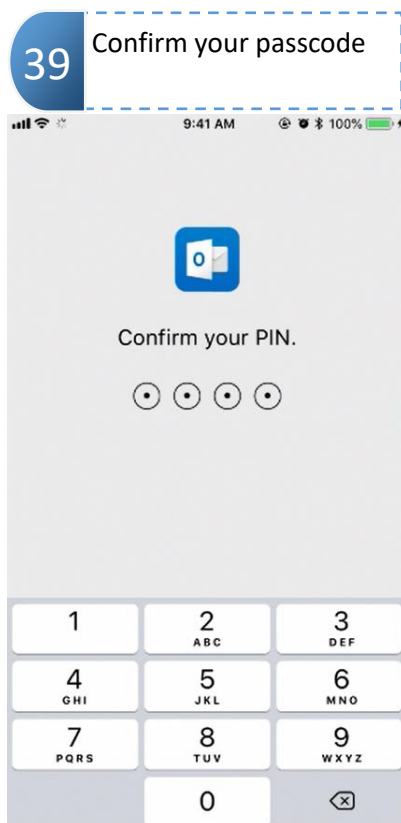 39
Confirm your passcode
9:41 AM
100%
O
Confirm your PIN.
1
2
ABC
3
DEF
4
GHI
5
JKL
6
MNO
7
PQRS
8
TUV
9
WXYZ
0